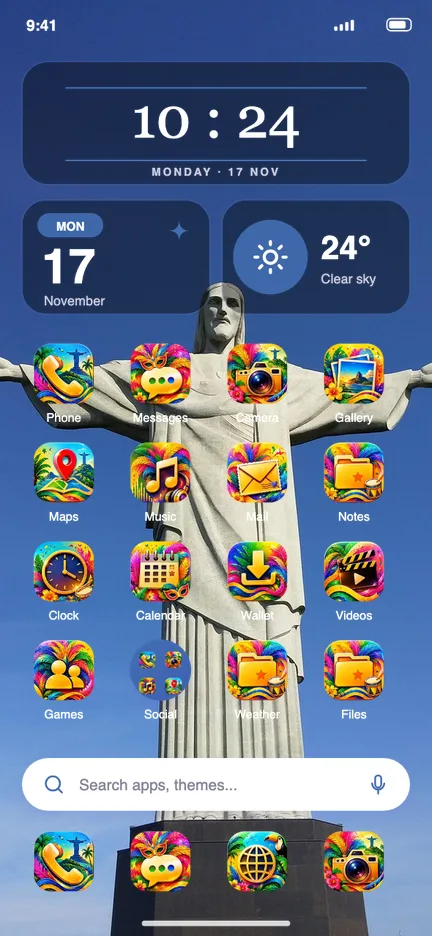 9:41
10 : 24
MONDAY · 17 NOV
MON
17
November
24°
Clear sky
Phone
Messages
Camera
Gallery
Maps
Music
Mail
Notes
Clock
Calendar
Wallet
Videos
Games
Social
Weather
Files
Search apps, themes...